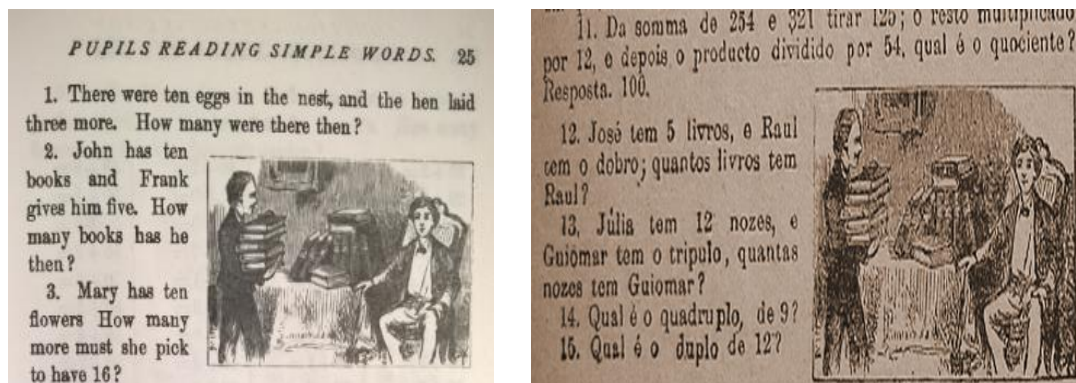 PUPILS READING SIMPLE WORDS. 25
1. There were ten eggs in the nest, and the hen laid
three more. How many were there then?
2. John has ten
books and Frank
gives him five. How
many books has he
then?
3. Mary has ten
flowers How many
more must she pick
to have 16?
11. Da somma de 254 e 321 tirar 125; o resto multiplicado
por 12, e depois o producto dividido por 54, qual é o quociente?
Resposta. 100.
12. José tem 5 livros, e Raul
tem o dobro; quantos livros tem
Raul?
13. Júlia tem 12 nozes, e
Guiomar tem o tripulo, quantas
nozes tem Guiomar?
14. Qual é o quadruplo, de 9?
15. Qual é o duplo de 12?